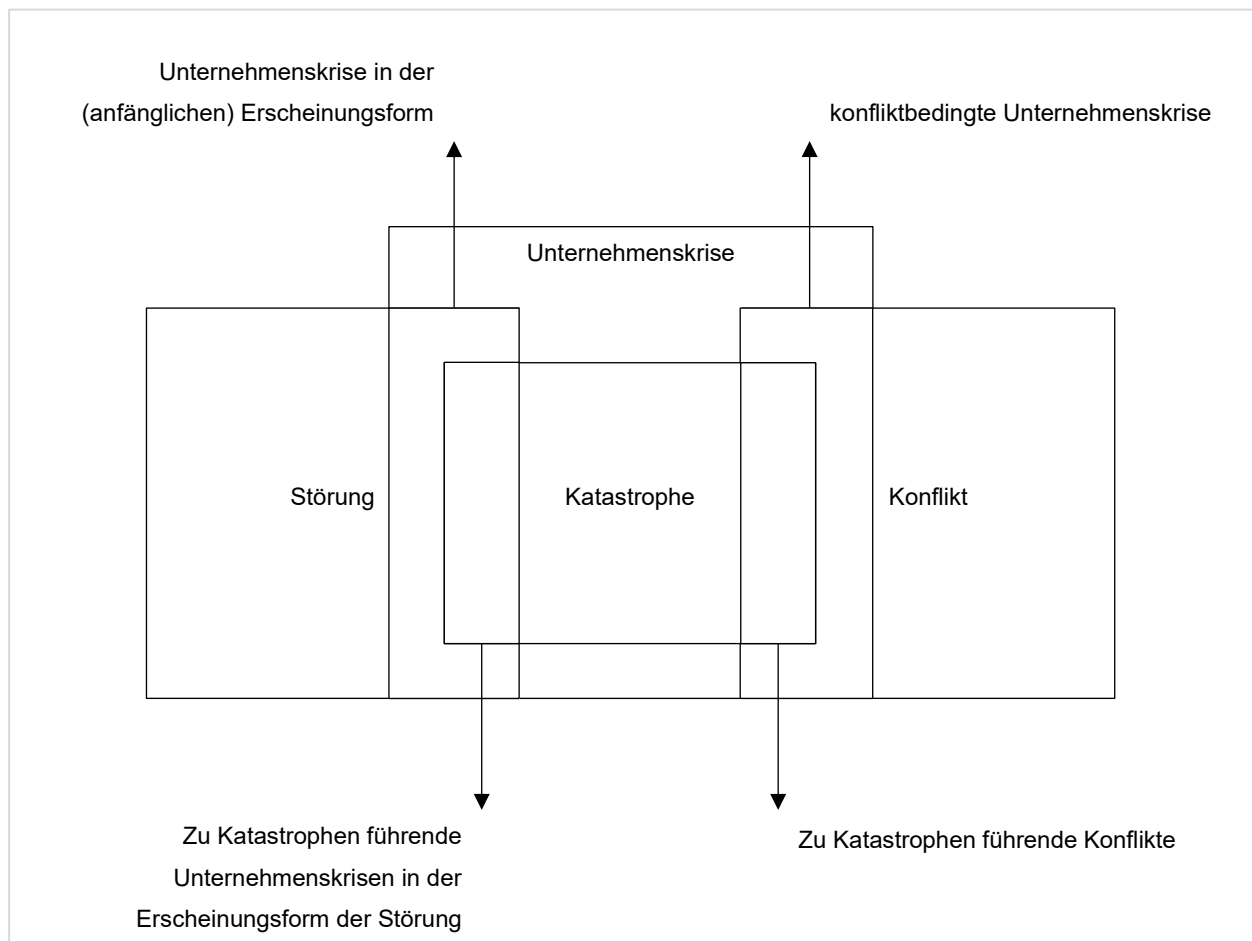 Unternehmenskrise in der
(anfänglichen) Erscheinungsform
konfliktbedingte Unternehmenskrise
Unternehmenskrise
Störung
Katastrophe
Konflikt
Zu Katastrophen führende
Unternehmenskrisen in der
Erscheinungsform der Störung
Zu Katastrophen führende Konflikte